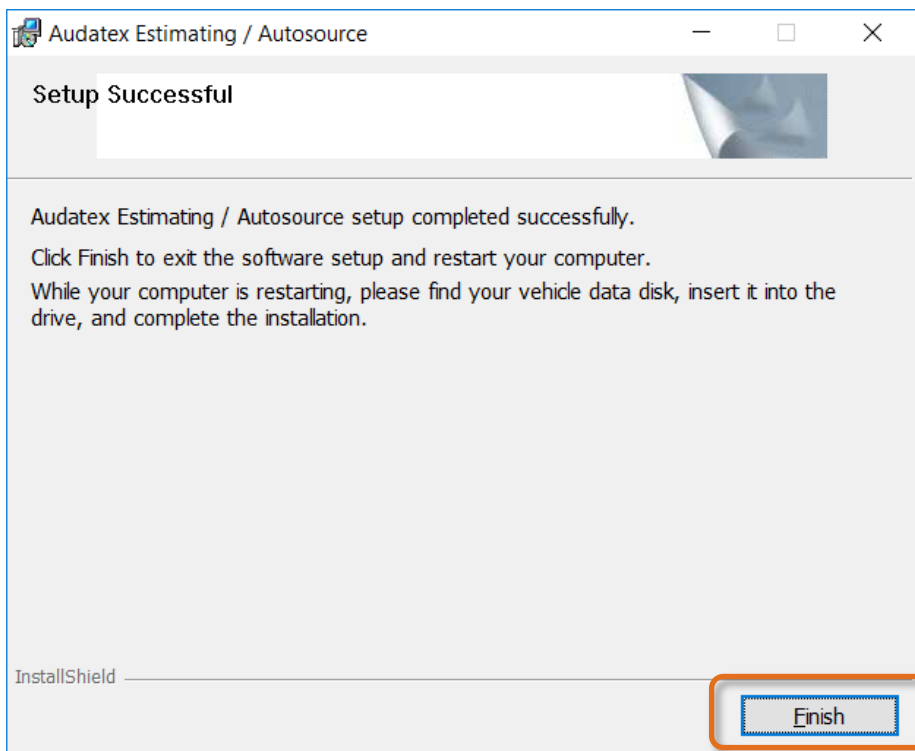 Audatex Estimating / Autosource
Setup Successful
Audatex Estimating / Autosource setup completed successfully.
Click Finish to exit the software setup and restart your computer.
While your computer is restarting, please find your vehicle data disk, insert it into the
drive, and complete the installation.
InstallShield
Finish